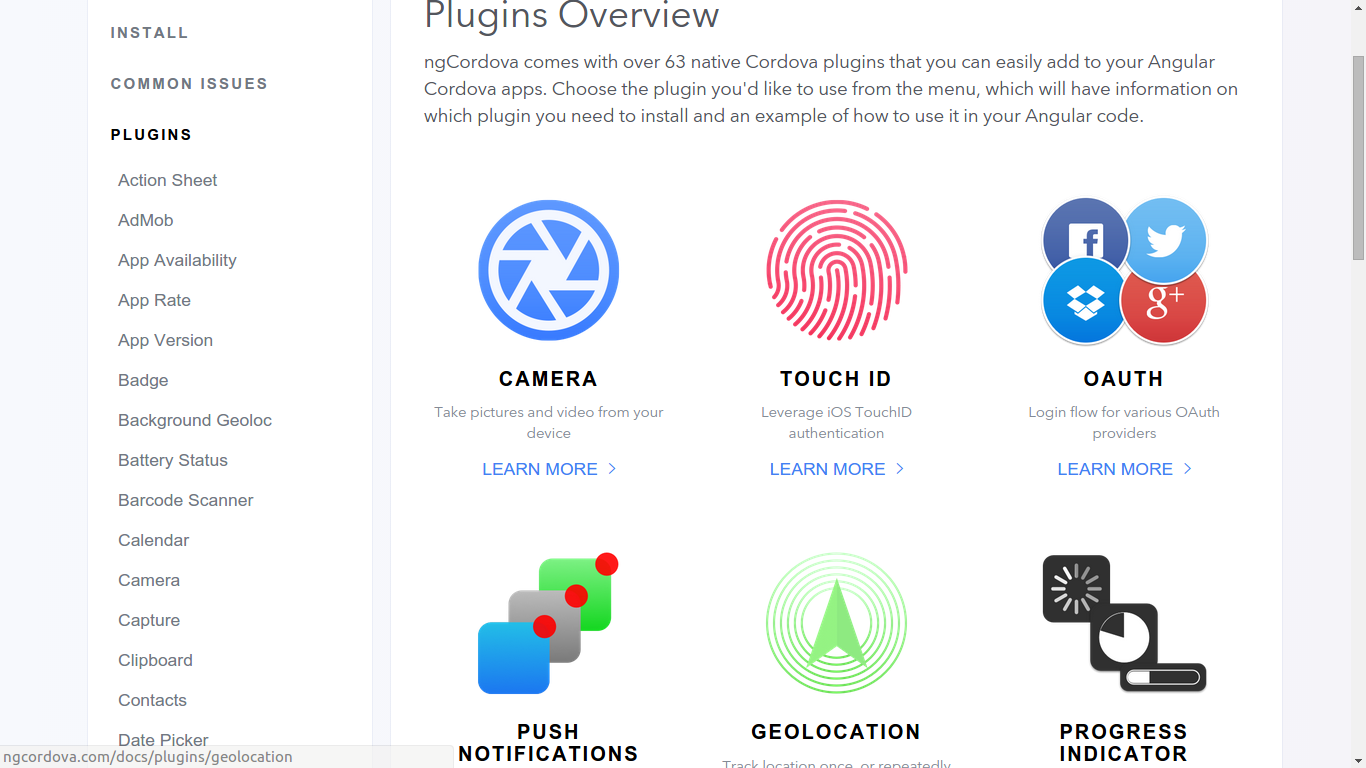 INSTALL
COMMON ISSUES
PLUGINS
Action Sheet
AdMob
App Availability
App Rate
App Version
Badge
Background Geoloc
Battery Status
Barcode Scanner
Calendar
Camera
Capture
Clipboard
Contacts
Date Picker
ngcordova.com/docs/plugins/geolocation
Plugins Overview
ngCordova comes with over 63 native Cordova plugins that you can easily add to your Angular
Cordova apps. Choose the plugin you'd like to use from the menu, which will have information on
which plugin you need to install and an example of how to use it in your Angular code.
CAMERA
Take pictures and video from your
device
LEARN MORE
TOUCH ID
Leverage iOS TouchID
authentication
LEARN MORE
g+
OAUTH
Login flow for various OAuth
providers
LEARN MORE
PUSH
NOTIFICATIONS
GEOLOCATION
Track location once, or repeatedly
PROGRESS
INDICATOR